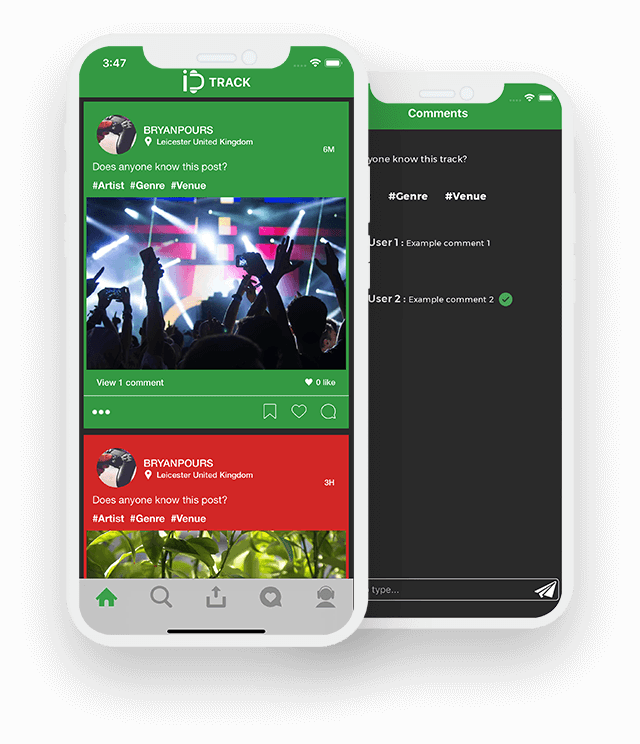 3:47
iD TRACK
BRYANPOURS
Leicester United Kingdom
6M
Does anyone know this post?
#Artist #Genre #Venue
View 1 comment
0 like
BRYANPOURS
Leicester United Kingdom
3H
Does anyone know this post?
#Artist #Genre #Venue
Comments
yone know this track?
#Genre #Venue
User 1 : Example comment 1
User 2 : Example comment 2
type...